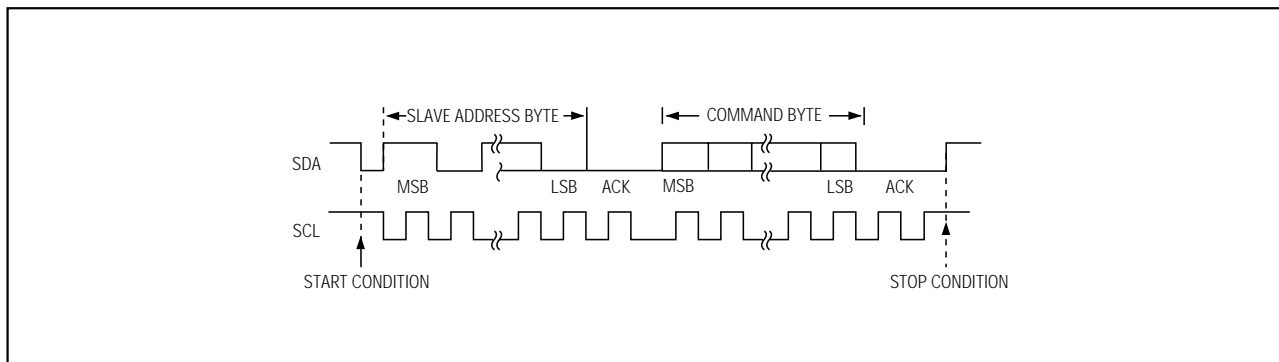 SLAVE ADDRESS BYTE COMMAND BYTE
SDA
MSB LSB ACK MSB LSB ACK
SCL
START CONDITION STOP CONDITION